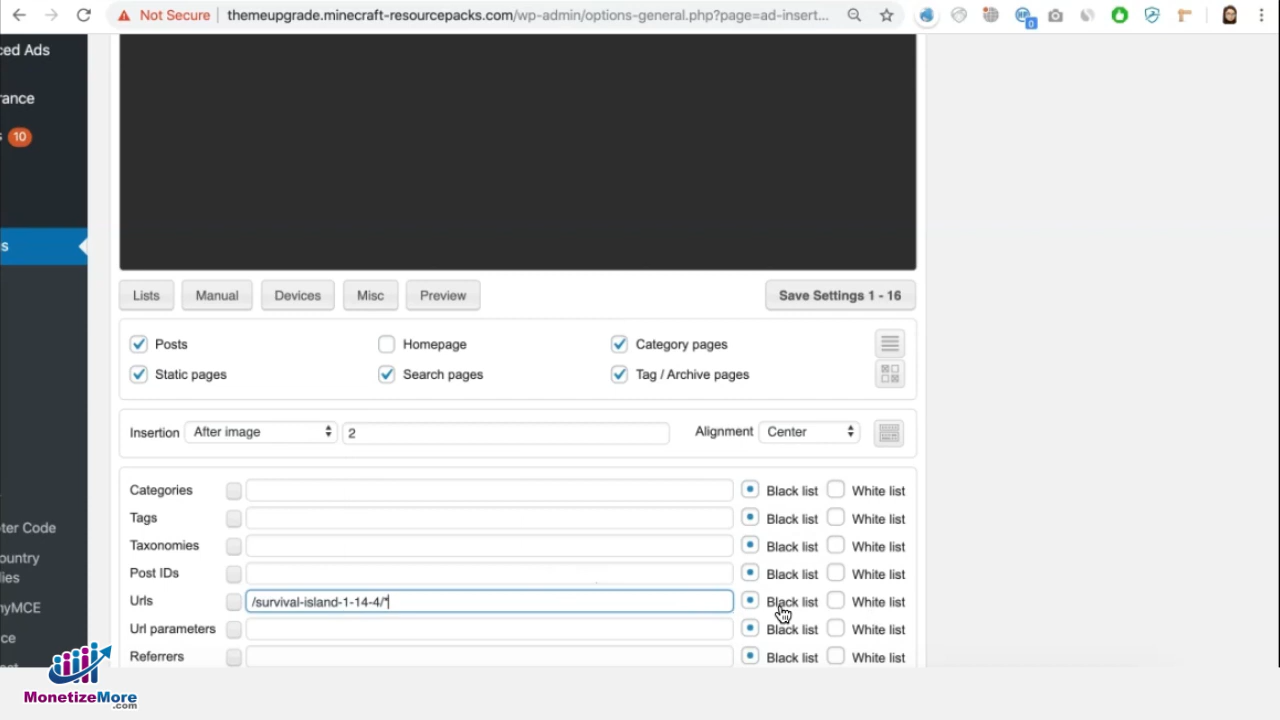 Not Secure
themeupgrade.minecraft-resourcepacks.com/wp-admin/options-general.php?page=ad-insert...
0
ced Ads
rance
s 10
s
ter Code
ountry
lies
nyMCE
ce
Lists Manual Devices Misc Preview Save Settings 1 - 16
Posts Homepage Category pages
Static pages Search pages Tag / Archive pages
Insertion After image 2 Alignment Center
Categories Black list White list
Tags Black list White list
Taxonomies Black list White list
Post IDs Black list White list
Urls /survival-island-1-14-4/* Black list White list
Url parameters Black list White list
Referrers Black list White list
MonetizeMore
.com